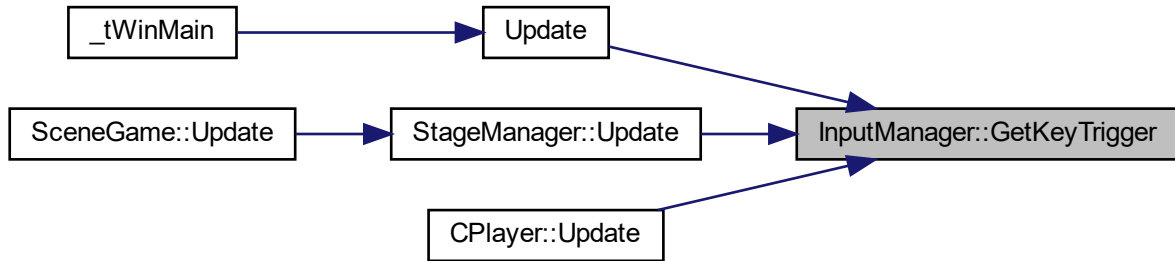 _tWinMain
Update
SceneGame::Update
StageManager::Update
InputManager::GetKeyTrigger
CPlayer::Update